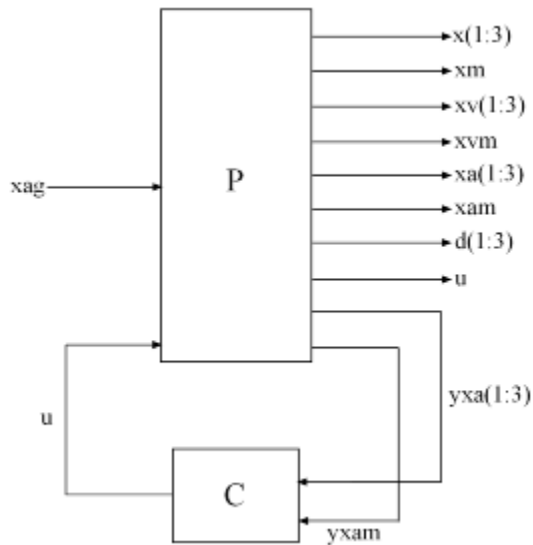 x(1:3)
xm
xv(1:3)
xvm
xag
P
xa(1:3)
xam
d(1:3)
u
yxa(1:3)
u
C
yxam